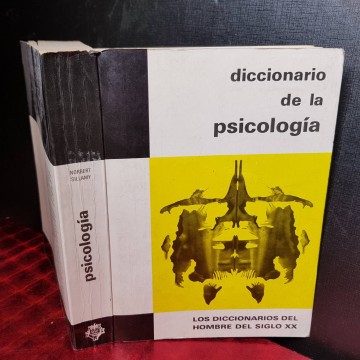 diccionario
de la
psicología
LOS DICCIONARIOS DEL
HOMBRE DEL SIGLO XX
NORBERT
SILLAMY
psicología